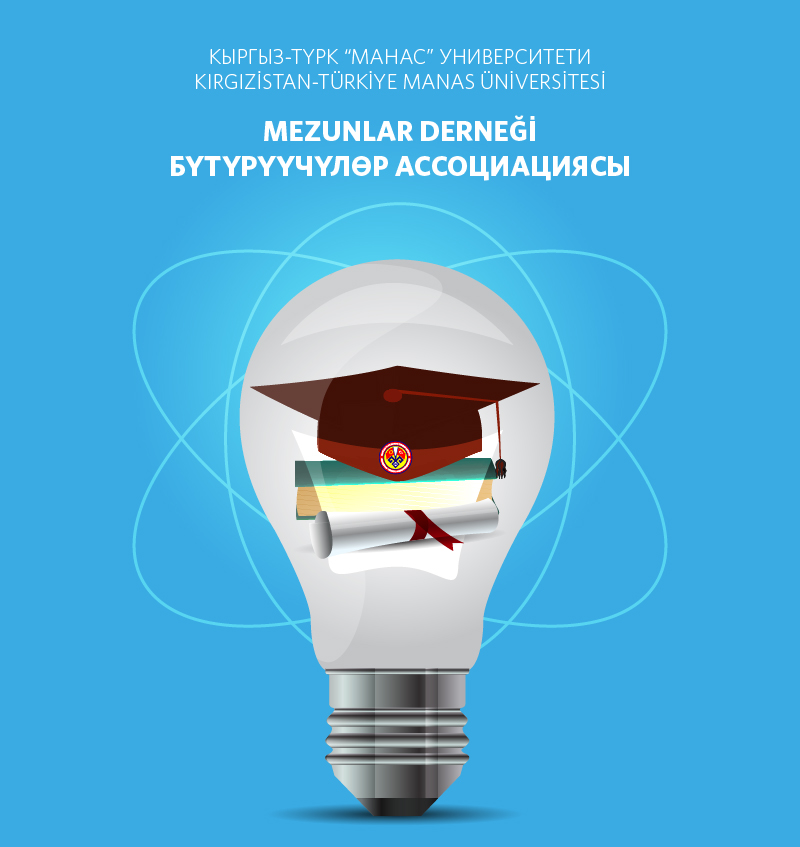 КЫРГЫЗ-ТҮРК “МАНАС” УНИВЕРСИТЕТИ
KIRGIZİSTAN-TÜRKİYE MANAS ÜNİVERSİTESİ
MEZUNLAR DERNEĞİ
БҮТҮРҮҮЧҮЛӨР АССОЦИАЦИЯСЫ